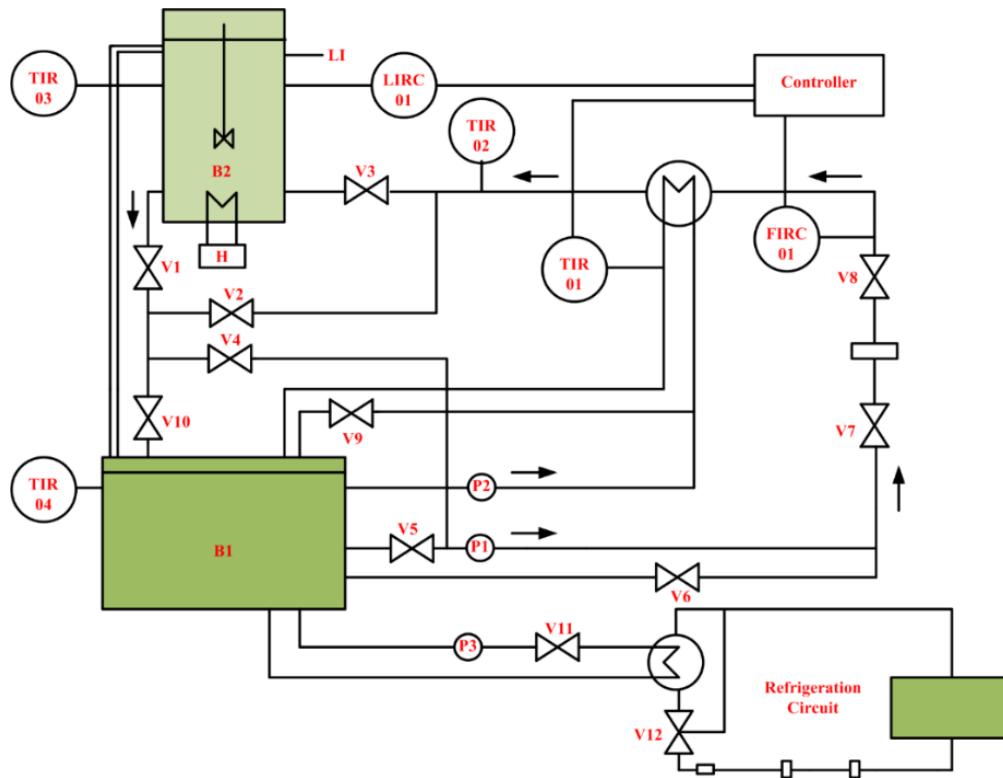 LI
TIR
03
LIRC
01
Controller
TIR
02
B2
V3
H
V1
TIR
01
FIRC
01
V8
V2
V4
V10
V9
V7
TIR
04
P2
V5
P1
B1
V6
V11
P3
Refrigeration
Circuit
V12